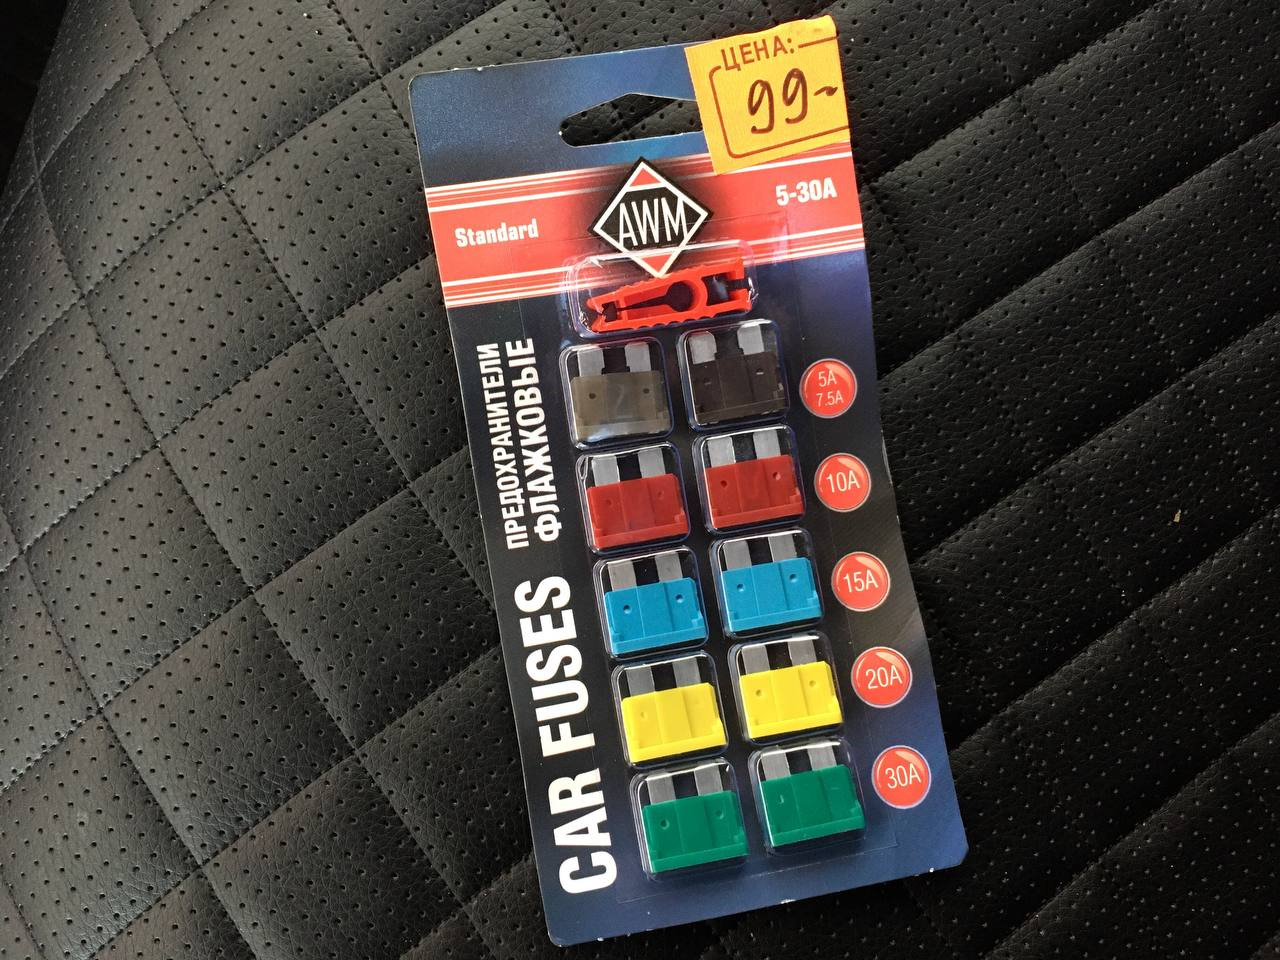 ЦЕНА:
99-
Standard
AWM
5-30A
ПРЕДОХРАНИТЕЛИ
ФЛАЖКОВЫЕ
CAR FUSES
5A
7.5A
10A
15A
20A
30A